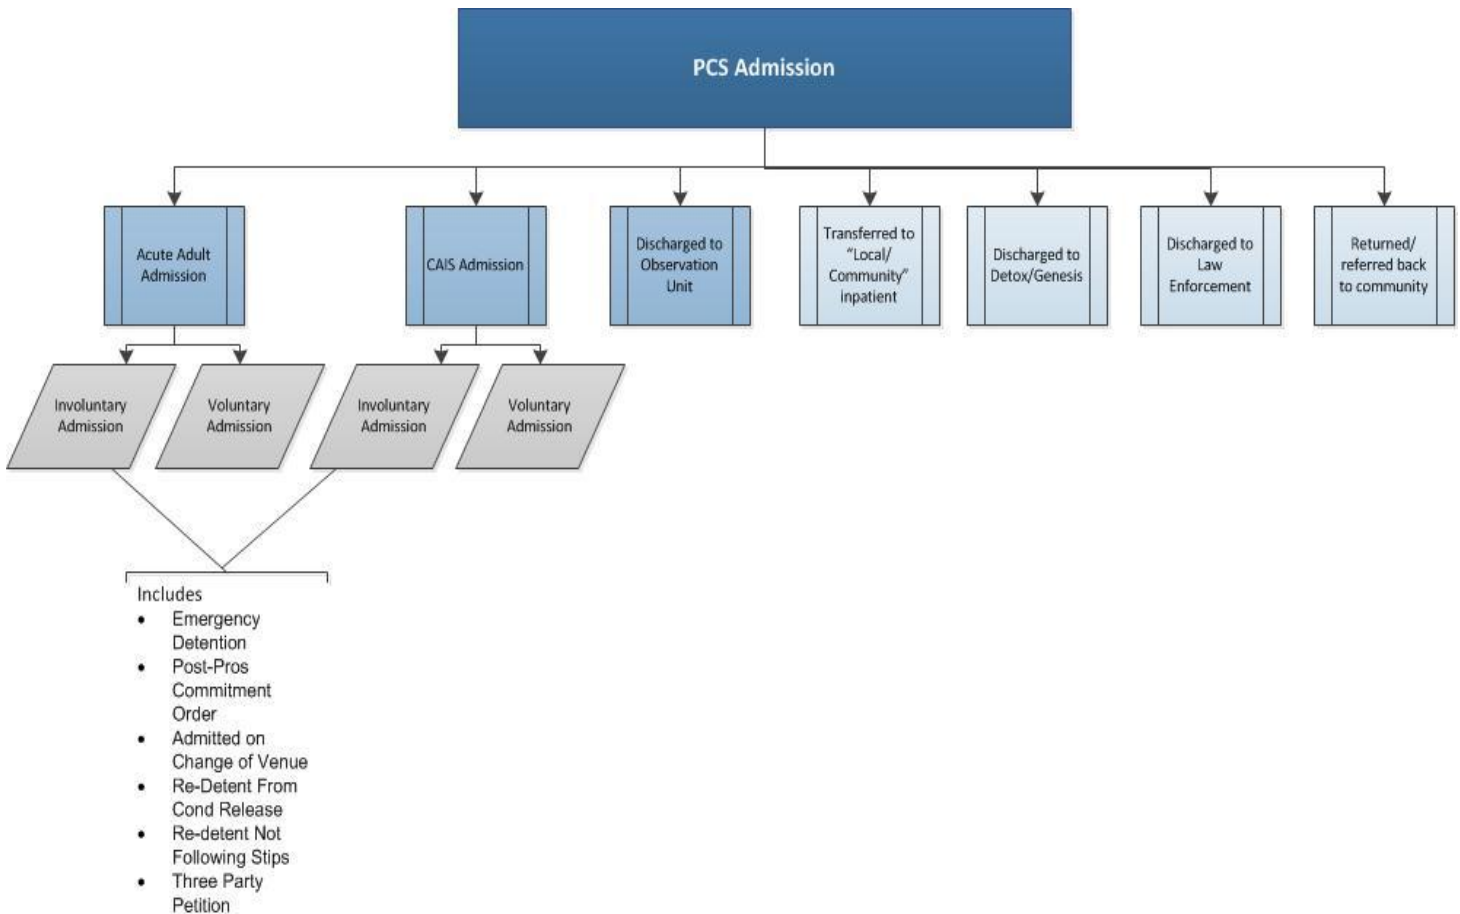 PCS Admission
Acute Adult
Admission
CAIS Admission
Discharged to
Observation
Unit
Transferred to
“Local/
Community”
inpatient
Discharged to
Detox/Genesis
Discharged to
Law
Enforcement
Returned/
referred back
to community
Involuntary
Admission
Voluntary
Admission
Involuntary
Admission
Voluntary
Admission
Includes
• Emergency
Detention
• Post-Pros
Commitment
Order
• Admitted on
Change of Venue
• Re-Detent From
Cond Release
• Re-detent Not
Following Stips
• Three Party
Petition